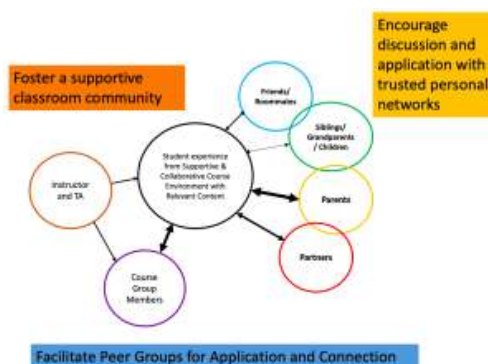 Encourage
discussion and
application with
trusted personal
networks
Foster a supportive
classroom community
Friends/
Roommates
Siblings/
Grandparents
/ Children
Student experience
from Supportive &
Collaborative Course
Environment with
Relevant Content
Instructor
and TA
Parents
Partners
Course
Group
Members
Facilitate Peer Groups for Application and Connection